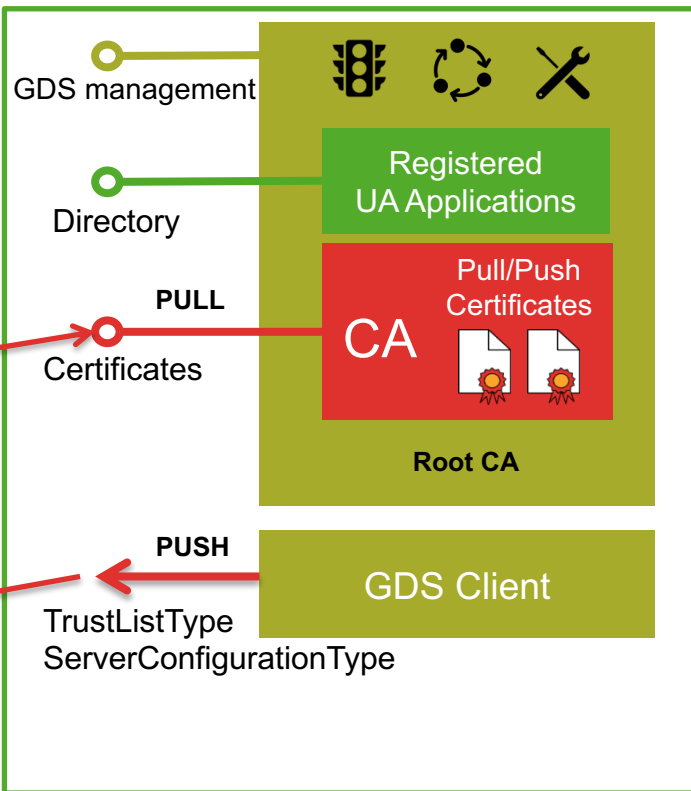 GDS management
Registered
UA Applications
Directory
Pull/Push
Certificates
PULL
CA
Certificates
Root CA
PUSH
GDS Client
TrustListType
ServerConfigurationType